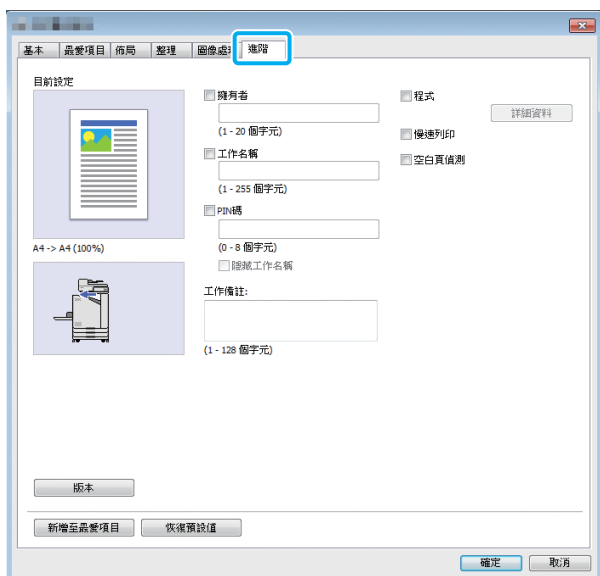 基本 最愛項目 佈局 整理 圖像處理 進階
目前設定
A4 -> A4 (100%)
擁有者
(1 - 20 個字元)
工作名稱
(1 - 255 個字元)
PIN碼
(0 - 8 個字元)
隱藏工作名稱
工作備註:
(1 - 128 個字元)
程式
詳細資料
慢速列印
空白頁偵測
版本
新增至最愛項目 恢復預設值
確定 取消